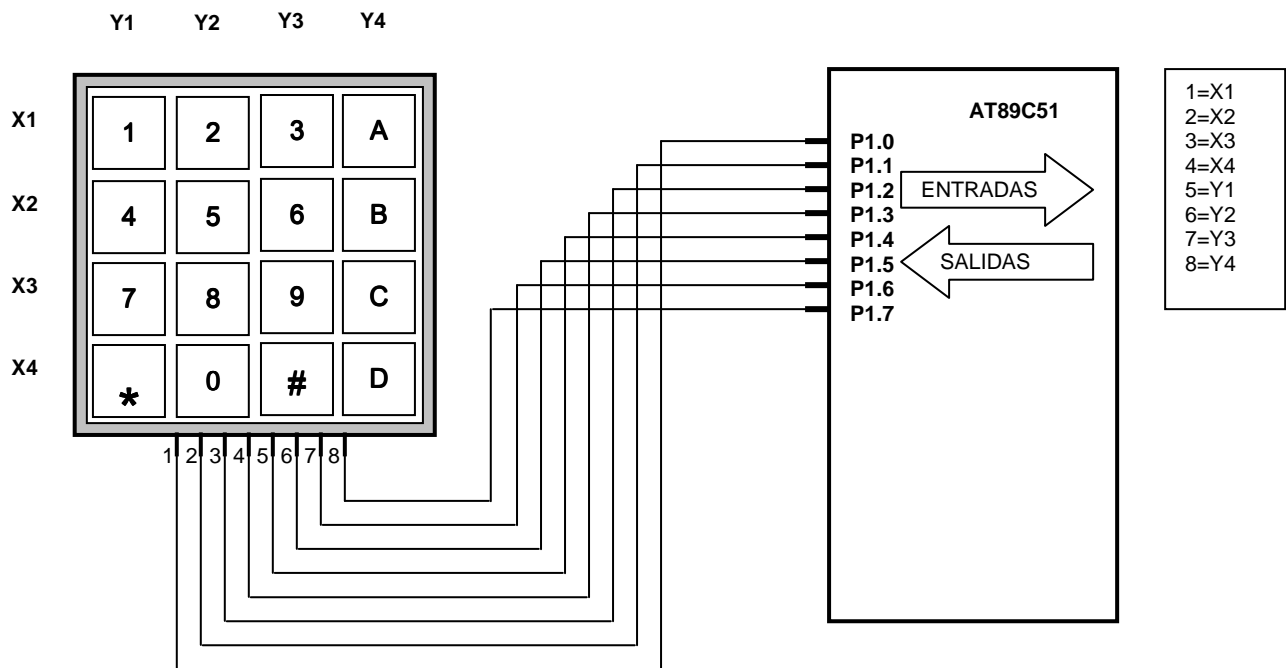 Y1 Y2 Y3 Y4
X1
X2
X3
X4
1 2 3 A
4 5 6 B
7 8 9 C
* 0 # D
1 2 3 4 5 6 7 8
AT89C51
P1.0
P1.1
P1.2
P1.3
P1.4
P1.5
P1.6
P1.7
ENTRADAS
SALIDAS
1=X1
2=X2
3=X3
4=X4
5=Y1
6=Y2
7=Y3
8=Y4